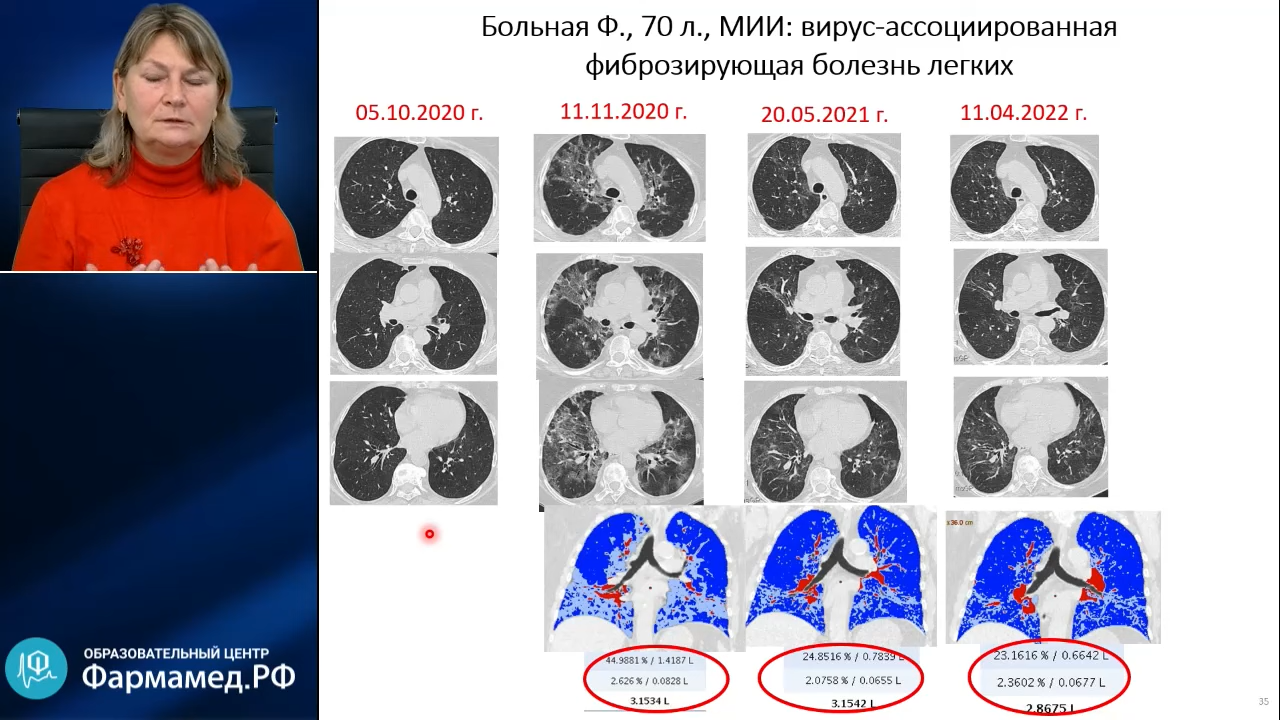 Больная Ф., 70 л., МИИ: вирус-ассоциированная
фиброзирующая болезнь легких
05.10.2020 г.
11.11.2020 г.
20.05.2021 г.
11.04.2022 г.
44.9881 % / 1.4187 L
2.626 % / 0.0828 L
3.1534 L
24.8516 % / 0.7839 L
2.0758 % / 0.0655 L
3.1542 L
23.1616 % / 0.6642 L
2.3602 % / 0.0677 L
2.8675 L
ОБРАЗОВАТЕЛЬНЫЙ ЦЕНТР
Фармамед.РФ
35